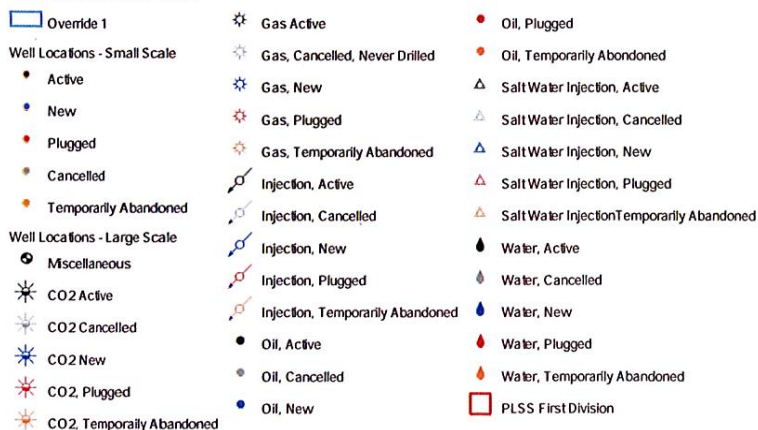 Override 1
Well Locations - Small Scale
Active
New
Plugged
Cancelled
Temporarily Abandoned
Well Locations - Large Scale
Miscellaneous
CO2 Active
CO2 Cancelled
CO2 New
CO2, Plugged
CO2, Temporaily Abandoned
Gas Active
Gas, Cancelled, Never Drilled
Gas, New
Gas, Plugged
Gas, Temporarily Abandoned
Injection, Active
Injection, Cancelled
Injection, New
Injection, Plugged
Injection, Temporarily Abandoned
Oil, Active
Oil, Cancelled
Oil, New
Oil, Plugged
Oil, Temporarily Abondoned
Salt Water Injection, Active
Salt Water Injection, Cancelled
Salt Water Injection, New
Salt Water Injection, Plugged
Salt Water InjectionTemporarily Abandoned
Water, Active
Water, Cancelled
Water, New
Water, Plugged
Water, Temporarily Abandoned
PLSS First Division